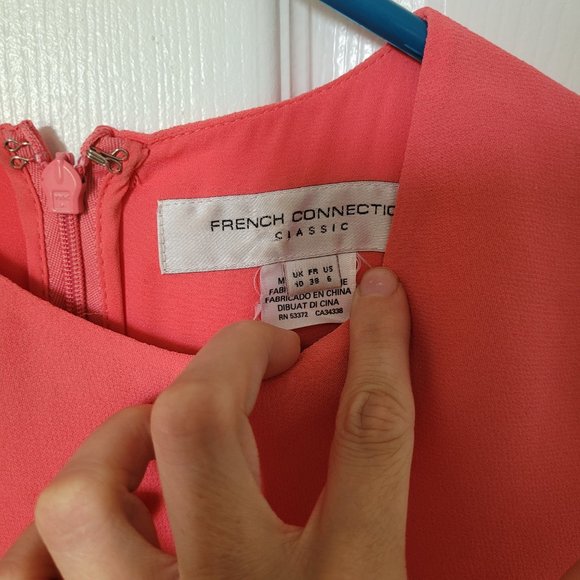 FRENCH CONNECTIO
CLASSIC
UK FR US
10 38 6
FABRICADO EN CHINA
DIBUAT DI CINA
RN 53372 CA34338